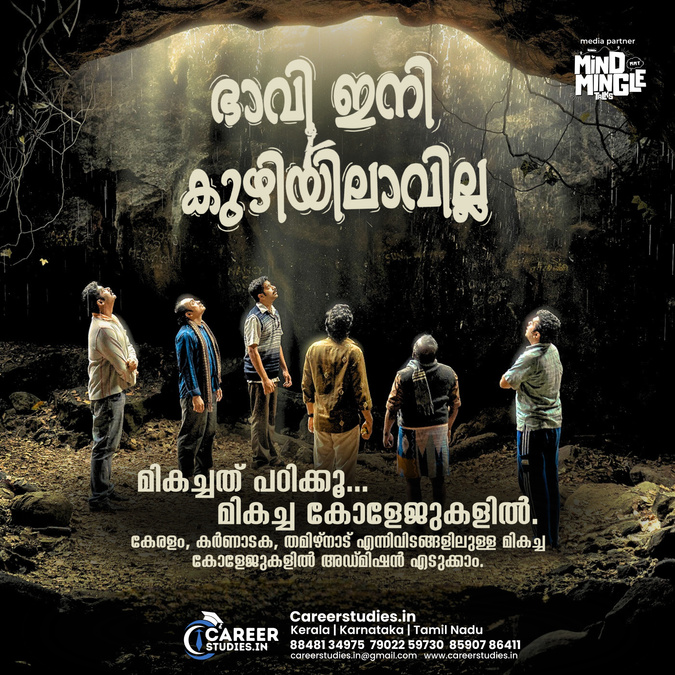 media partner
MIND
MMT
MINGLE
TALKS
ഭാവി ഇനി
കുഴിയിലാവില്ല
മികച്ചത് പഠിക്കൂ...
മികച്ച കോളേജുകളിൽ.
കേരളം, കർണാടക, തമിഴ്നാട് എന്നിവിടങ്ങളിലുള്ള മികച്ച
കോളേജുകളിൽ അഡ്മിഷൻ എടുക്കാം.
CAREER
STUDIES.IN
Careerstudies.in
Kerala | Karnataka | Tamil Nadu
88481 34975 79022 59730 85907 86411
careerstudies.in@gmail.com www.careerstudies.in